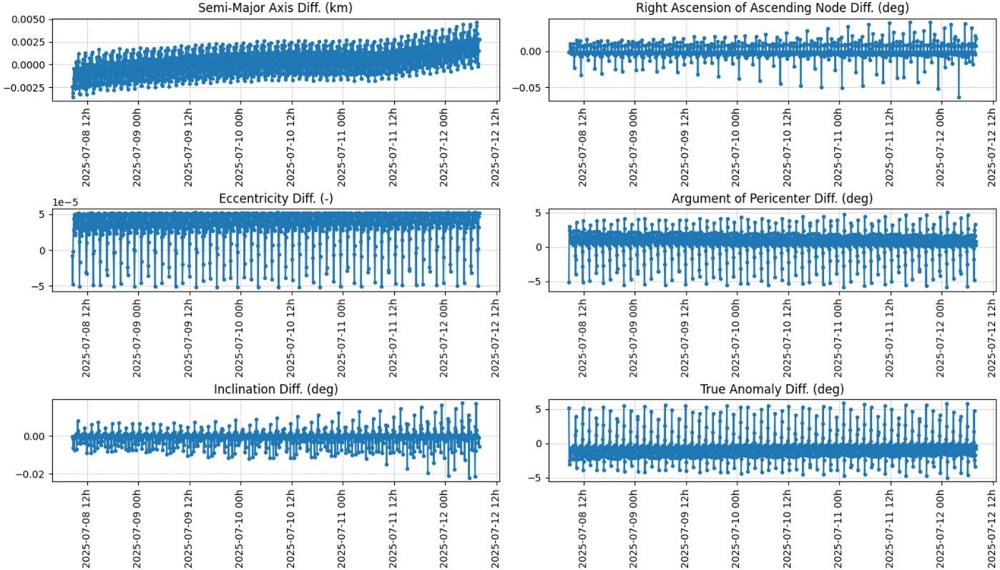 Semi-Major Axis Diff. (km)
0.0050
0.0025
0.0000
−0.0025
2025-07-08 12h
2025-07-09 00h
2025-07-09 12h
2025-07-10 00h
2025-07-10 12h
2025-07-11 00h
2025-07-11 12h
2025-07-12 00h
2025-07-12 12h
Right Ascension of Ascending Node Diff. (deg)
0.00
−0.05
2025-07-08 12h
2025-07-09 00h
2025-07-09 12h
2025-07-10 00h
2025-07-10 12h
2025-07-11 00h
2025-07-11 12h
2025-07-12 00h
2025-07-12 12h
Eccentricity Diff. (-)
1e−5
5
0
−5
2025-07-08 12h
2025-07-09 00h
2025-07-09 12h
2025-07-10 00h
2025-07-10 12h
2025-07-11 00h
2025-07-11 12h
2025-07-12 00h
2025-07-12 12h
Argument of Pericenter Diff. (deg)
5
0
−5
2025-07-08 12h
2025-07-09 00h
2025-07-09 12h
2025-07-10 00h
2025-07-10 12h
2025-07-11 00h
2025-07-11 12h
2025-07-12 00h
2025-07-12 12h
Inclination Diff. (deg)
0.00
−0.02
2025-07-08 12h
2025-07-09 00h
2025-07-09 12h
2025-07-10 00h
2025-07-10 12h
2025-07-11 00h
2025-07-11 12h
2025-07-12 00h
2025-07-12 12h
True Anomaly Diff. (deg)
5
0
−5
2025-07-08 12h
2025-07-09 00h
2025-07-09 12h
2025-07-10 00h
2025-07-10 12h
2025-07-11 00h
2025-07-11 12h
2025-07-12 00h
2025-07-12 12h